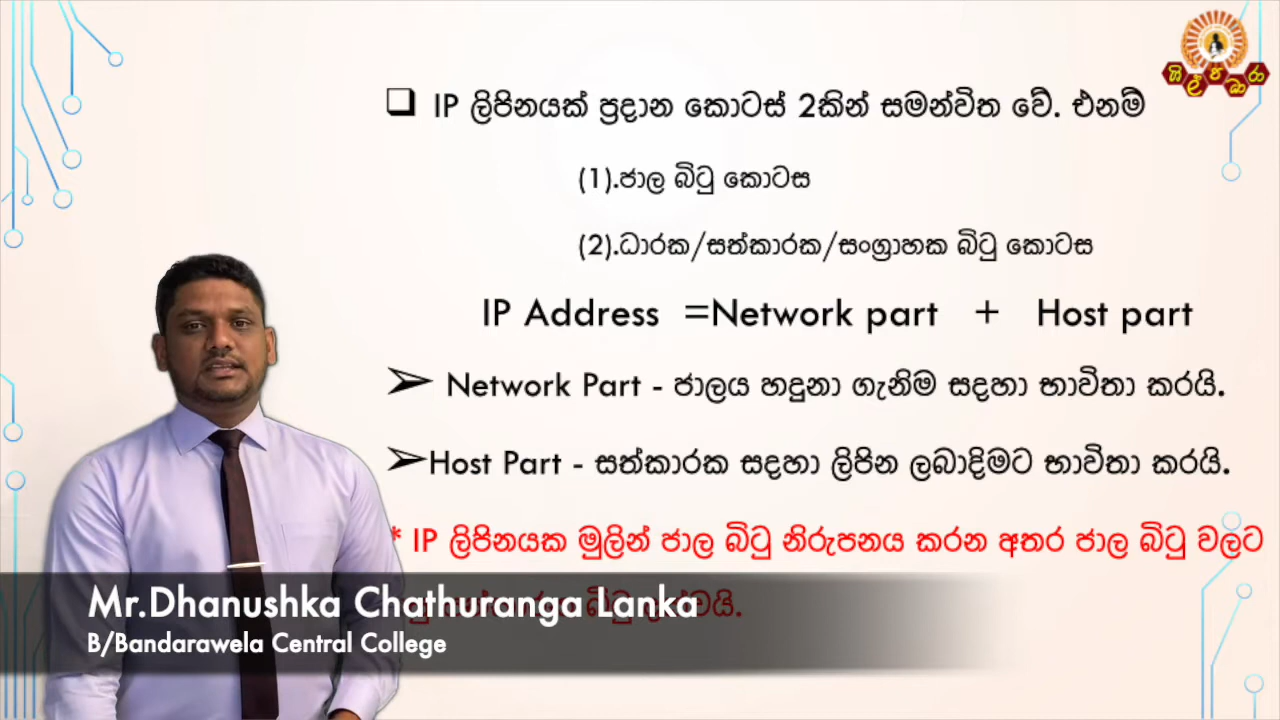 ❑ IP ලිපිනයක් ප්‍රදාන කොටස් 2කින් සමන්විත වේ. එනම්
(1).ජාල බිටු කොටස
(2).ධාරක/සත්කාරක/සංග්‍රාහක බිටු කොටස
IP Address =Network part + Host part
➢ Network Part - ජාලය හදුනා ගැනිම සදහා භාවිතා කරයි.
➢Host Part - සත්කාරක සදහා ලිපින ලබාදිමට භාවිතා කරයි.
* IP ලිපිනයක මුලින් ජාල බිටු නිරුපනය කරන අතර ජාල බිටු වලට
Mr.Dhanushka Chathuranga Lanka
B/Bandarawela Central College